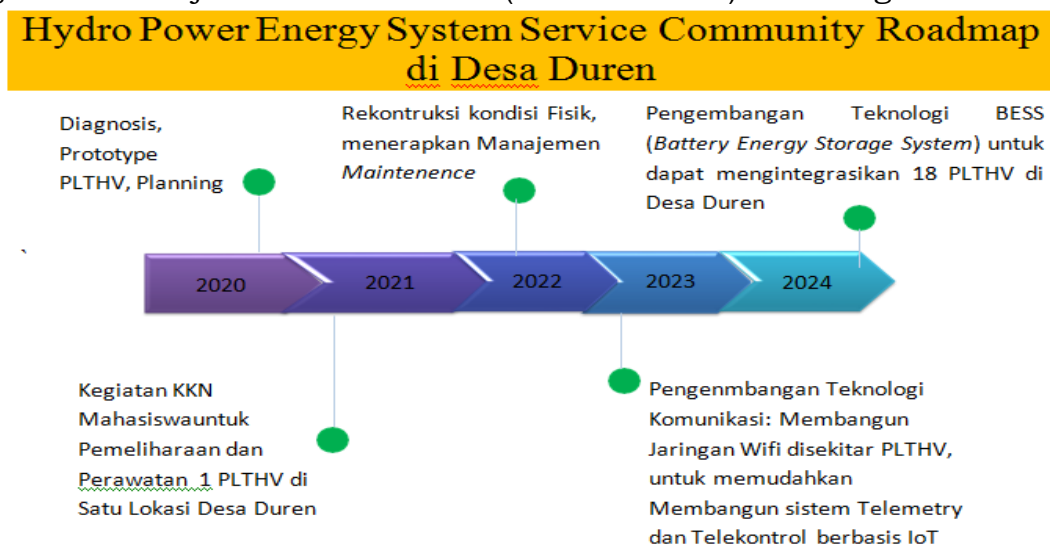 Hydro Power Energy System Service Community Roadmap
di Desa Duren
Diagnosis,
Prototype
PLTHV, Planning
Rekontruksi kondisi Fisik,
menerapkan Manajemen
Maintenence
Pengembangan Teknologi BESS
(Battery Energy Storage System) untuk
dapat mengintegrasikan 18 PLTHV di
Desa Duren
2020
2021
2022
2023
2024
Kegiatan KKN
Mahasiswauntuk
Pemeliharaan dan
Perawatan 1 PLTHV di
Satu Lokasi Desa Duren
Pengenmbangan Teknologi
Komunikasi: Membangun
Jaringan Wifi disekitar PLTHV,
untuk memudahkan
Membangun sistem Telemetry
dan Telekontrol berbasis IoT